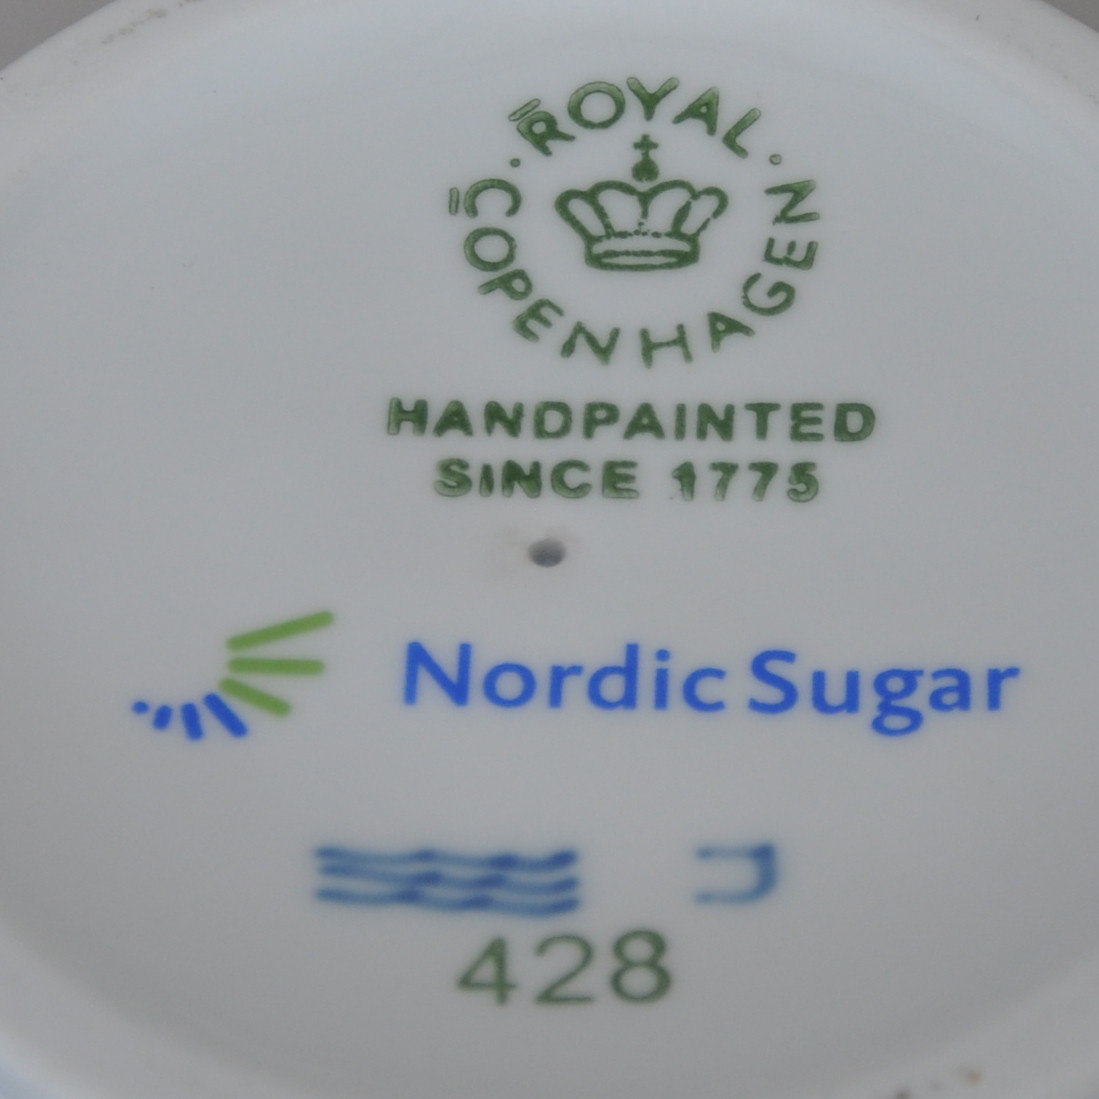 ROYAL
COPENHAGEN
HANDPAINTED
SINCE 1775
Nordic Sugar
428